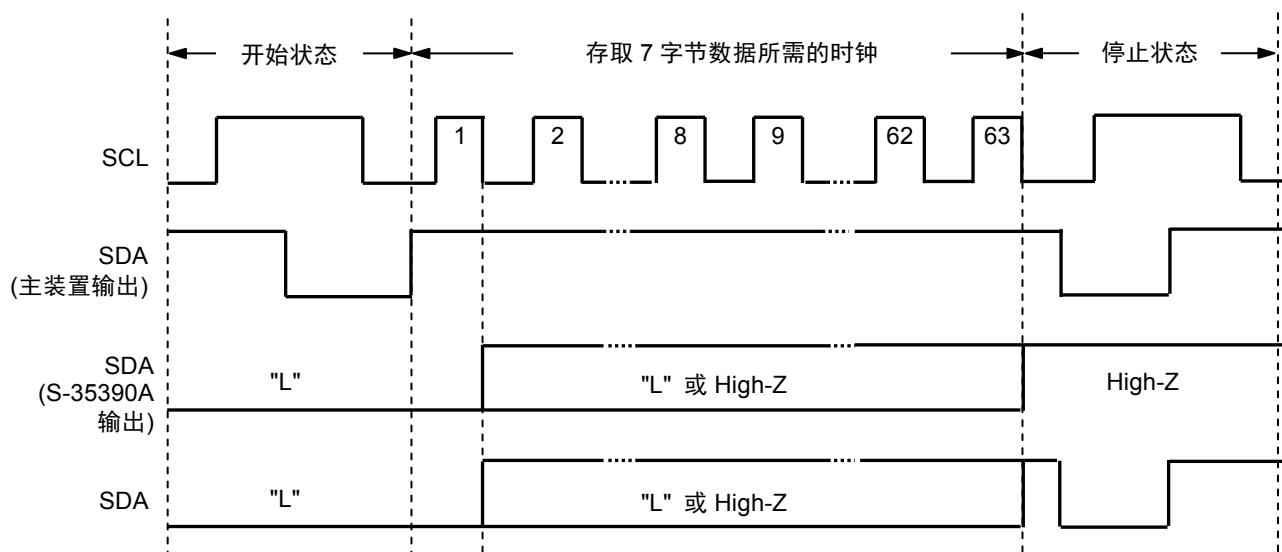 开始状态
存取 7 字节数据所需的时钟
停止状态
SCL
1
2
8
9
62
63
SDA
(主装置输出)
SDA
(S-35390A
输出)
"L"
"L" 或 High-Z
High-Z
SDA
"L"
"L" 或 High-Z